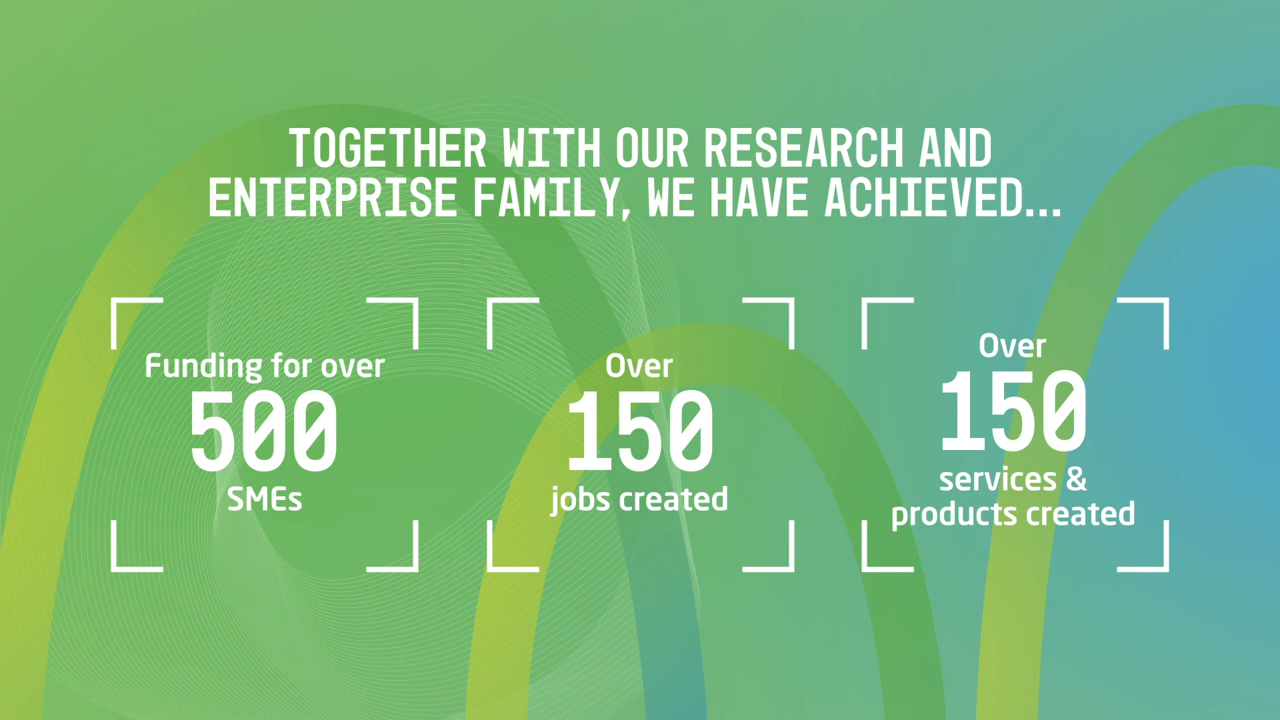 TOGETHER WITH OUR RESEARCH AND
ENTERPRISE FAMILY, WE HAVE ACHIEVED...
Funding for over
500
SMEs
Over
150
jobs created
Over
150
services &
products created